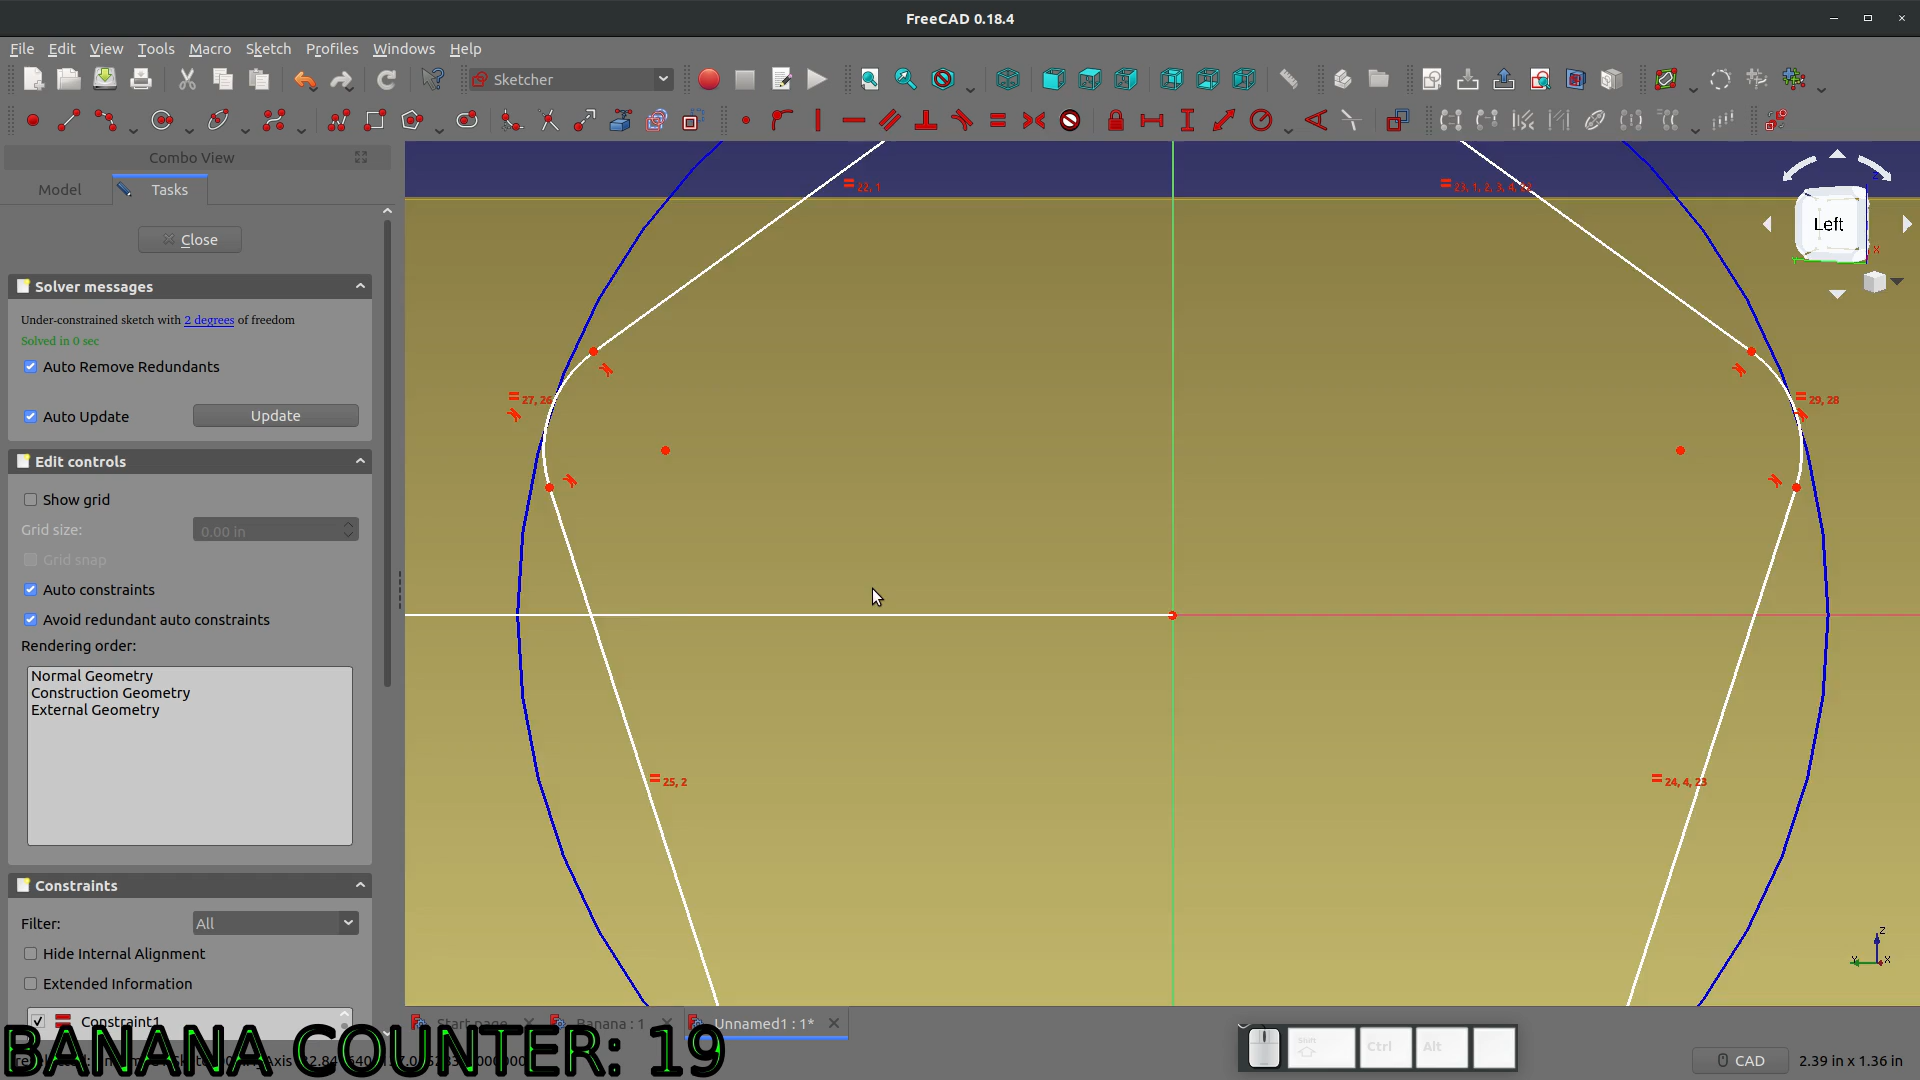 FreeCAD 0.18.4
File Edit View Tools Macro Sketch Profiles Windows Help
Sketcher
Combo View
Model Tasks
Close
Solver messages
Under-constrained sketch with 2 degrees of freedom
Solved in 0 sec
Auto Remove Redundants
Auto Update Update
Edit controls
Show grid
Grid size: 0.00 in
Grid snap
Auto constraints
Avoid redundant auto constraints
Rendering order:
Normal Geometry
Construction Geometry
External Geometry
Constraints
Filter: All
Hide Internal Alignment
Extended Information
Constraint1
22, 1
27, 26
29, 28
25, 2
24, 4, 23
Left
X
Z
Y
X
Start page
Banana : 1
Unnamed1 : 1*
BANANA COUNTER: 19
Shift
Ctrl
Alt
CAD
2.39 in x 1.36 in